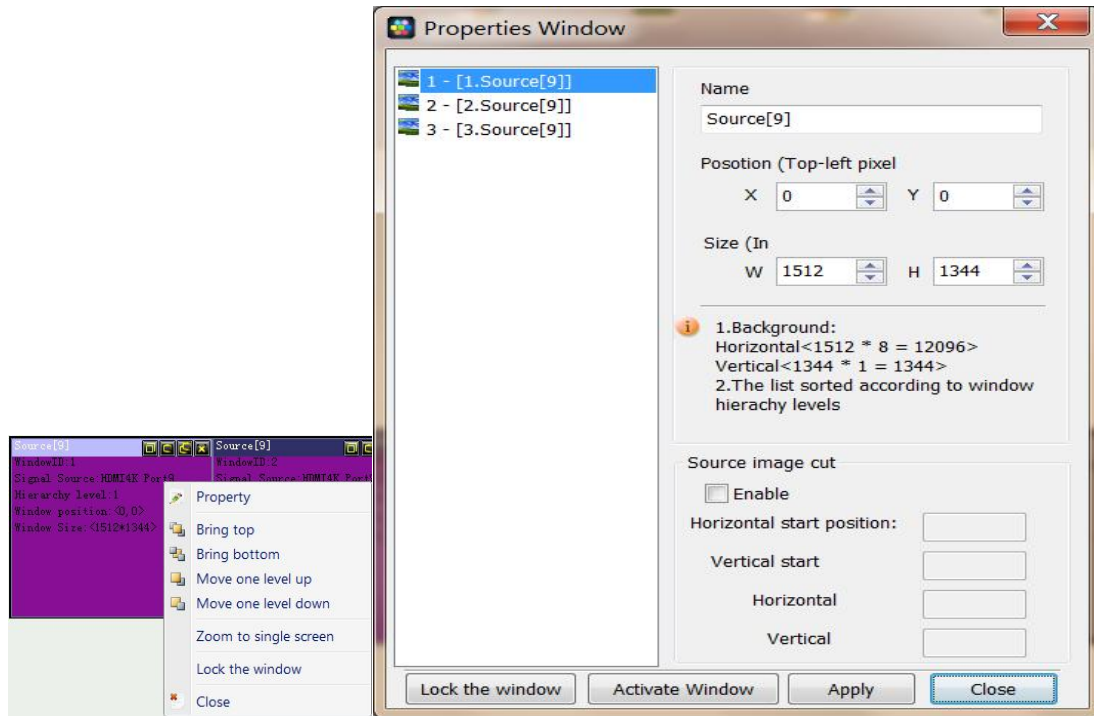 Source[9]
WindowID:1
Signal Source:HDMI4K Port9
Hierarchy level:1
Window position:<0,0>
Window Size:<1512*1344>
Source[9]
WindowID:2
Signal Source:HDMI4K
Property
Bring top
Bring bottom
Move one level up
Move one level down
Zoom to single screen
Lock the window
Close
Properties Window
1 - [1.Source[9]]
2 - [2.Source[9]]
3 - [3.Source[9]]
Name
Source[9]
Posotion (Top-left pixel
X 0 Y 0
Size (In
W 1512 H 1344
1.Background:
Horizontal<1512 * 8 = 12096>
Vertical<1344 * 1 = 1344>
2.The list sorted according to window
hierachy levels
Source image cut
Enable
Horizontal start position:
Vertical start
Horizontal
Vertical
Lock the window Activate Window Apply Close